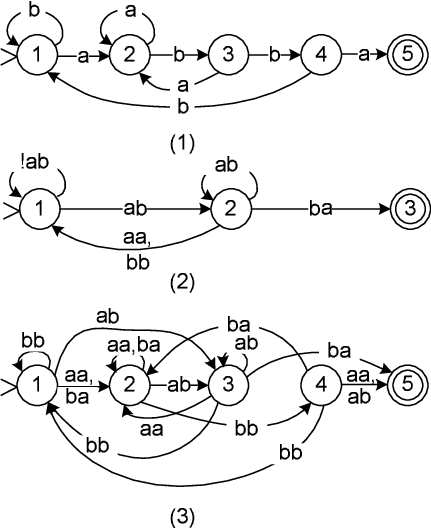 b a
1 a 2 b 3 b 4 a 5
a
b
(1)
!ab ab
1 ab 2 ba 3
aa,
bb
(2)
ab ba
bb aa,ba ab ba
1 aa, 2 ab 3 4 aa, 5
ba ab
aa bb
bb bb
(3)